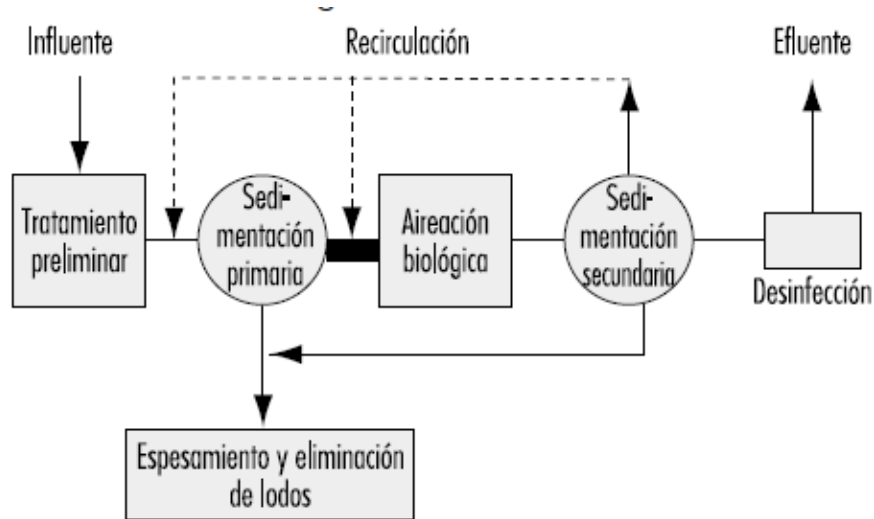 Influente
Recirculación
Efluente
Tratamiento
preliminar
Sedi-
mentación
primaria
Aireación
biológica
Sedi-
mentación
secundaria
Desinfección
Espesamiento y eliminación
de lodos